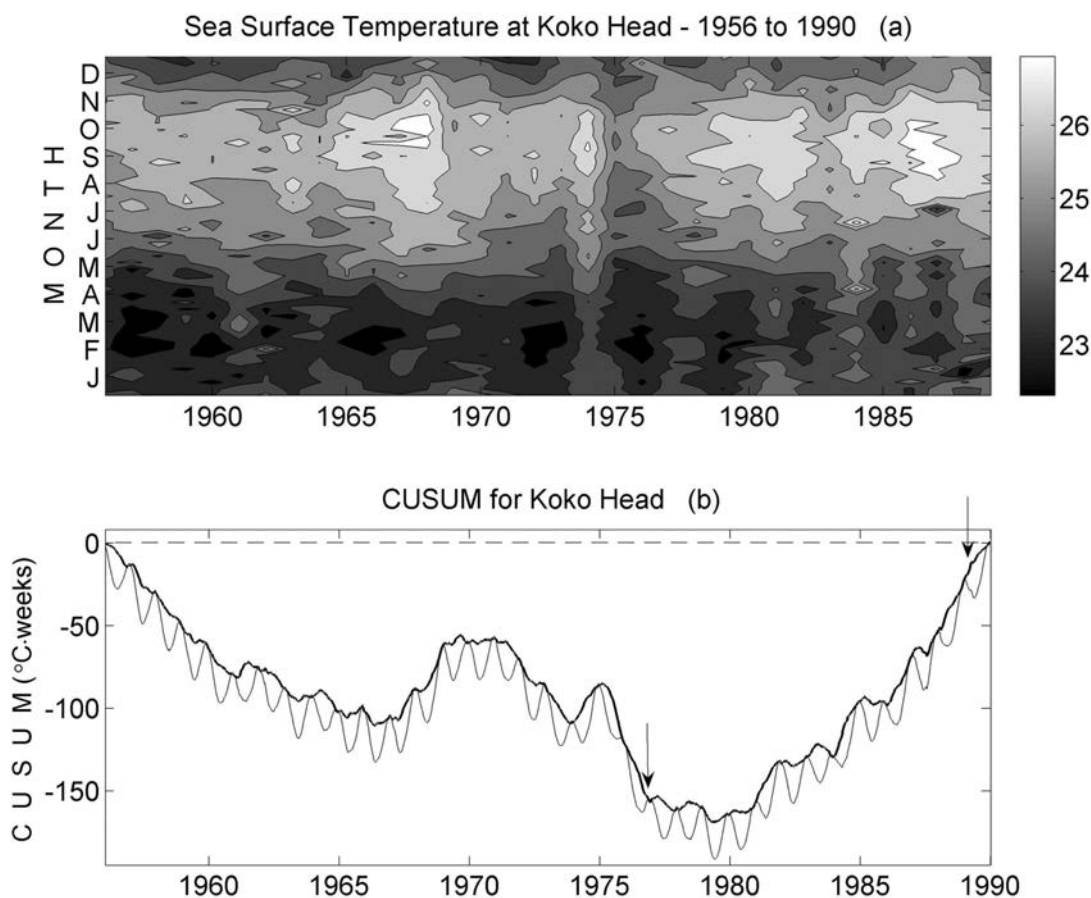 Sea Surface Temperature at Koko Head - 1956 to 1990 (a)
D
N
O
S
A
J
J
M
A
M
F
J
M O N T H
26
25
24
23
1960 1965 1970 1975 1980 1985
CUSUM for Koko Head (b)
0
-50
-100
-150
C U S U M (°C·weeks)
1960 1965 1970 1975 1980 1985 1990